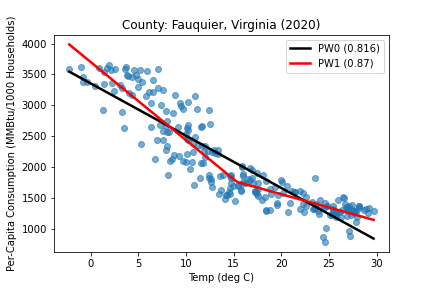 County: Fauquier, Virginia (2020)
Per-Capita Consumption (MMBtu/1000 Households)
4000
3500
3000
2500
2000
1500
1000
PW0 (0.816)
PW1 (0.87)
0
5
10
15
20
25
30
Temp (deg C)